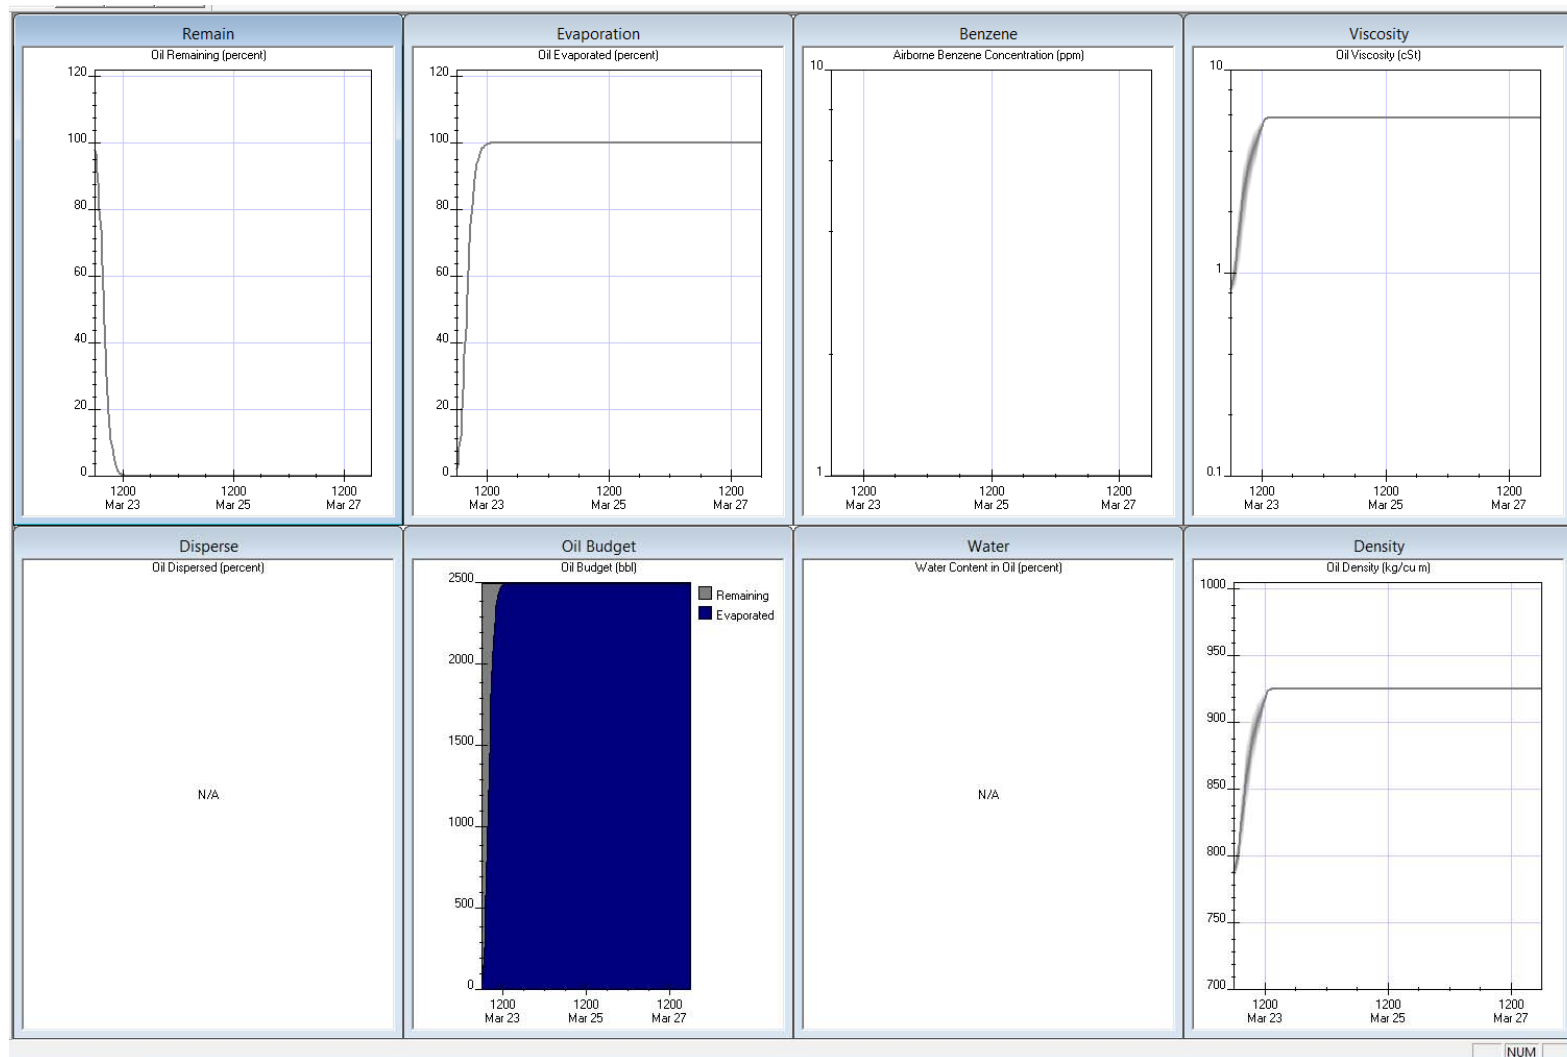 Remain
Oil Remaining (percent)
120
100
80
60
40
20
0
1200 1200 1200
Mar 23 Mar 25 Mar 27
Evaporation
Oil Evaporated (percent)
120
100
80
60
40
20
0
1200 1200 1200
Mar 23 Mar 25 Mar 27
Benzene
Airborne Benzene Concentration (ppm)
10
1
1200 1200 1200
Mar 23 Mar 25 Mar 27
Viscosity
Oil Viscosity (cSt)
10
1
0.1
1200 1200 1200
Mar 23 Mar 25 Mar 27
Disperse
Oil Dispersed (percent)
N/A
Oil Budget
Oil Budget (bbl)
2500
2000
1500
1000
500
0
1200 1200 1200
Mar 23 Mar 25 Mar 27
Remaining
Evaporated
Water
Water Content in Oil (percent)
N/A
Density
Oil Density (kg/cu m)
1000
950
900
850
800
750
700
1200 1200 1200
Mar 23 Mar 25 Mar 27
NUM